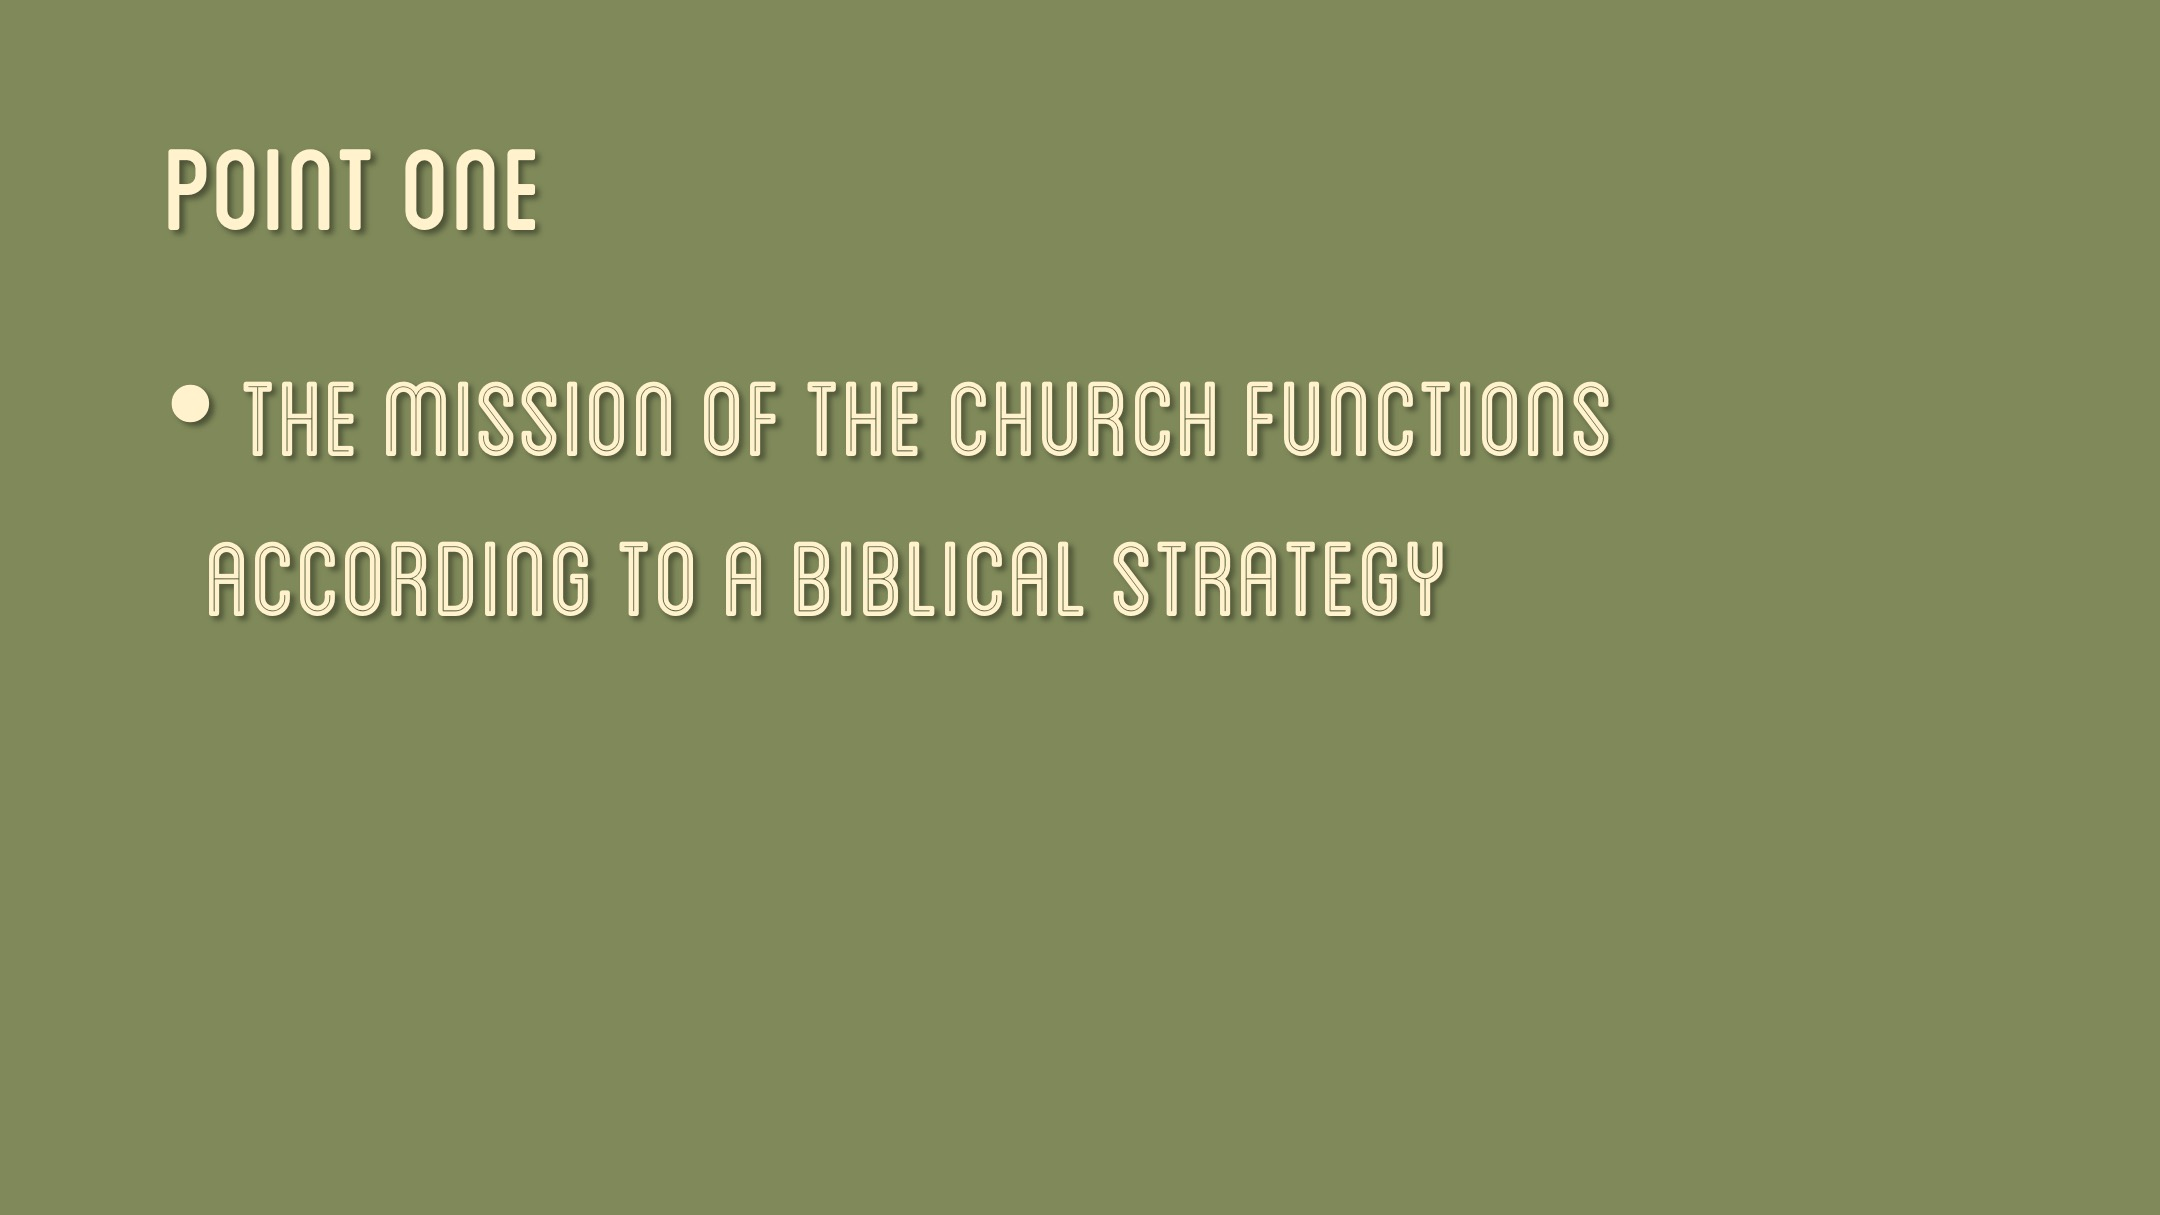 POINT ONE
• THE MISSION OF THE CHURCH FUNCTIONS
ACCORDING TO A BIBLICAL STRATEGY